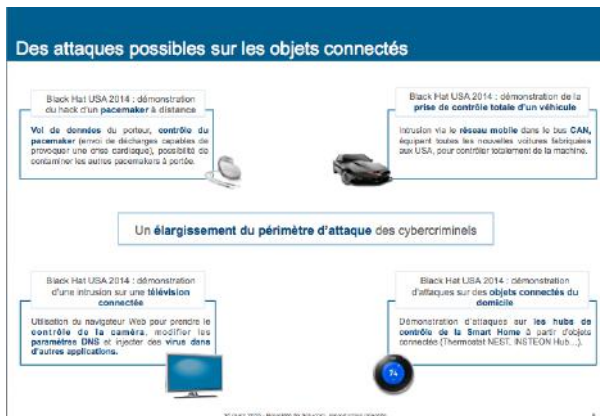 Des attaques possibles sur les objets connectés
Black Hat USA 2014 : démonstration
du hack d'un pacemaker à distance
Vol de données du porteur, contrôle du
pacemaker (envoi de décharges capables de
provoquer une crise cardiaque), possibilité de
contaminer les autres pacemakers à portée.
Black Hat USA 2014 : démonstration de la
prise de contrôle totale d'un véhicule
Intrusion via le réseau mobile dans le bus CAN,
équipant toutes les nouvelles voitures fabriquées
aux USA, pour contrôler totalement de la machine.
Un élargissement du périmètre d'attaque des cybercriminels
Black Hat USA 2014 : démonstration
d'une intrusion sur une télévision
connectée
Utilisation du navigateur Web pour prendre le
contrôle de la caméra, modifier les
paramètres DNS et injecter des virus dans
d'autres applications.
Black Hat USA 2014 : démonstration
d'attaques sur des objets connectés du
domicile
Démonstration d'attaques sur les hubs de
contrôle de la Smart Home à partir d'objets
connectés (Thermostat NEST, INSTEON Hub...).
74